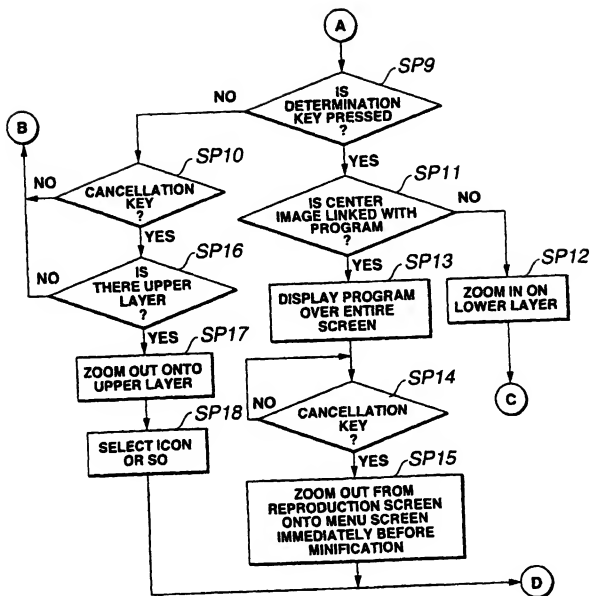 A
SP9
IS
DETERMINATION
KEY PRESSED
?
NO
YES
B
SP10
CANCELLATION
KEY
?
NO
YES
SP11
IS CENTER
IMAGE LINKED WITH
PROGRAM
?
NO
YES
SP16
IS
THERE UPPER
LAYER
?
NO
YES
SP13
DISPLAY PROGRAM
OVER ENTIRE
SCREEN
SP12
ZOOM IN ON
LOWER LAYER
C
SP17
ZOOM OUT ONTO
UPPER LAYER
SP14
CANCELLATION
KEY
?
NO
YES
SP18
SELECT ICON
OR SO
SP15
ZOOM OUT FROM
REPRODUCTION SCREEN
ONTO MENU SCREEN
IMMEDIATELY BEFORE
MINIFICATION
D